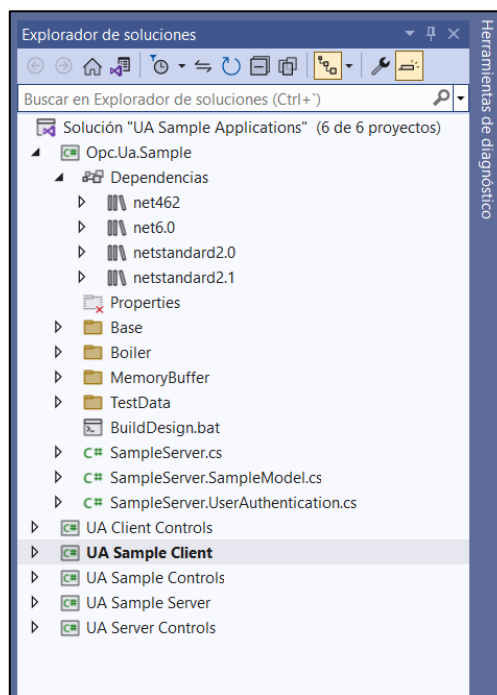 Explorador de soluciones
Buscar en Explorador de soluciones (Ctrl+`)
Solución "UA Sample Applications" (6 de 6 proyectos)
Opc.Ua.Sample
Dependencias
net462
net6.0
netstandard2.0
netstandard2.1
Properties
Base
Boiler
MemoryBuffer
TestData
BuildDesign.bat
C# SampleServer.cs
C# SampleServer.SampleModel.cs
C# SampleServer.UserAuthentication.cs
UA Client Controls
UA Sample Client
UA Sample Controls
UA Sample Server
UA Server Controls
Herramientas de diagnóstico